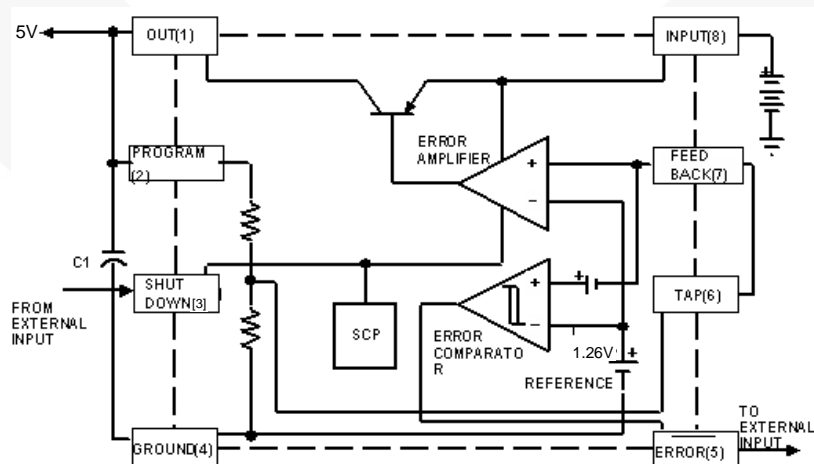 5V
OUT(1)
INPUT(8)
+
ERROR
AMPLIFIER
+
−
PROGRAM
(2)
FEED
BACK(7)
C1
SHUT
DOWN[3]
FROM
EXTERNAL
INPUT
SCP
+
+
−
TAP(6)
ERROR
COMPARATO
R
1.26V
+
REFERENCE
GROUND(4)
ERROR(5)
TO
EXTERNAL
INPUT